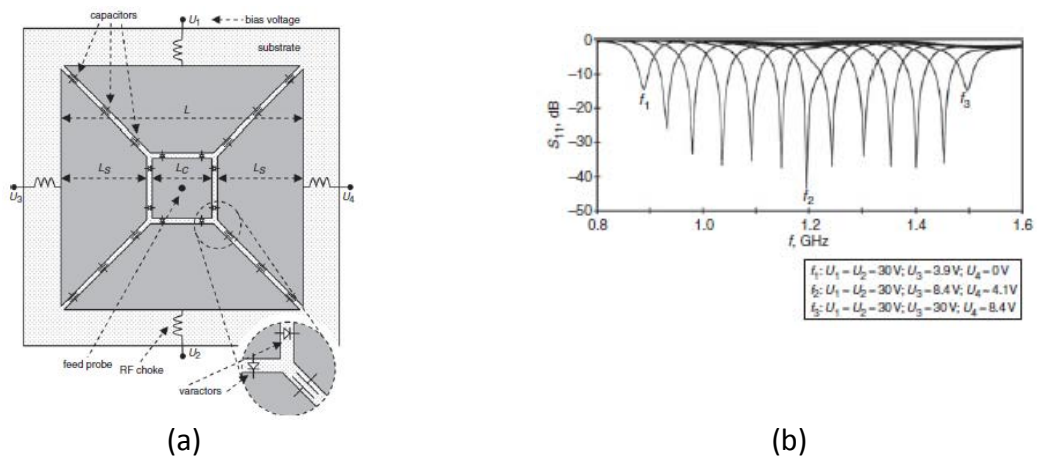 capacitors
U1
bias voltage
substrate
L
LS
LC
LS
U3
U4
U2
feed probe
RF choke
varactors
(a)
0
−10
−20
−30
−40
−50
S11, dB
f1
f3
f2
0.8 1.0 1.2 1.4 1.6
f, GHz
f1: U1 = U2 = 30 V; U3 = 3.9 V; U4 = 0 V
f2: U1 = U2 = 30 V; U3 = 8.4 V; U4 = 4.1 V
f3: U1 = U2 = 30 V; U3 = 30 V; U4 = 8.4 V
(b)